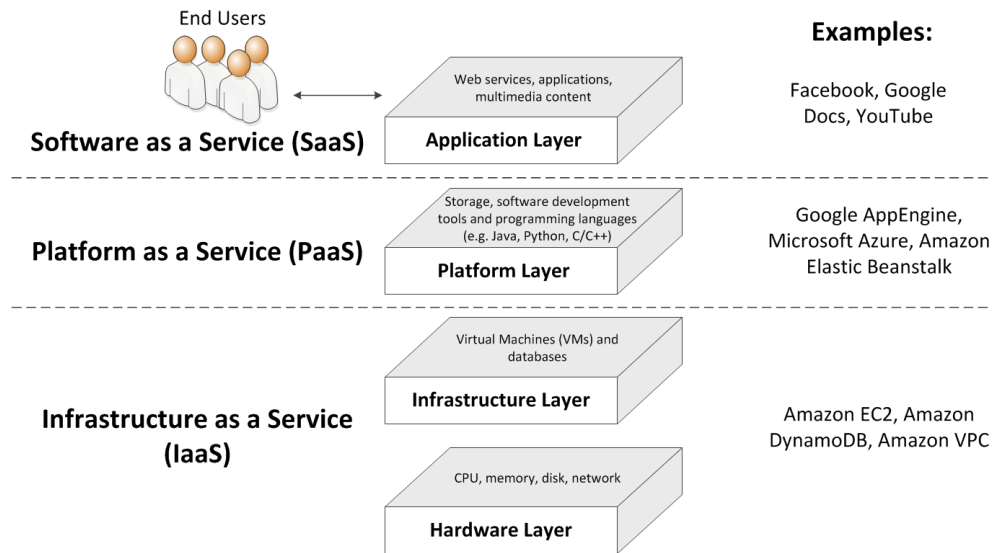 End Users
Examples:
Web services, applications,
multimedia content
Facebook, Google
Docs, YouTube
Software as a Service (SaaS)
Application Layer
Storage, software development
tools and programming languages
(e.g. Java, Python, C/C++)
Google AppEngine,
Microsoft Azure, Amazon
Elastic Beanstalk
Platform as a Service (PaaS)
Platform Layer
Virtual Machines (VMs) and
databases
Infrastructure Layer
Infrastructure as a Service
(IaaS)
Amazon EC2, Amazon
DynamoDB, Amazon VPC
CPU, memory, disk, network
Hardware Layer